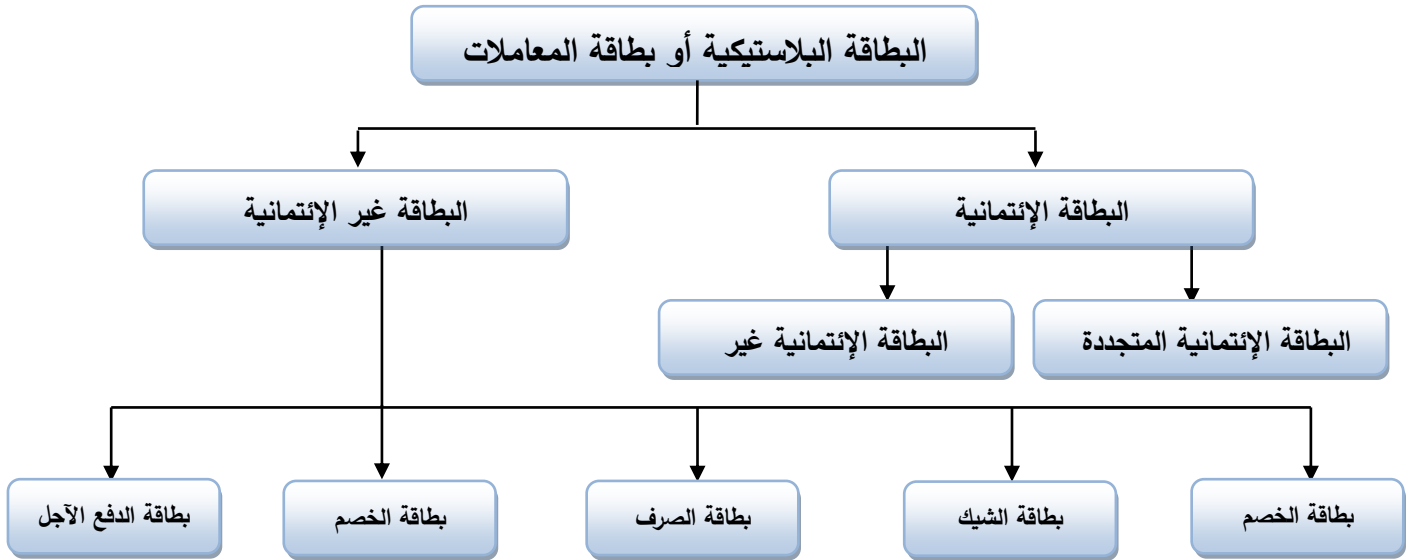 البطاقة البلاستيكية أو بطاقة المعاملات
البطاقة الإئتمانية
البطاقة غير الإئتمانية
البطاقة الإئتمانية المتجددة
البطاقة الإئتمانية غير
بطاقة الخصم
بطاقة الشيك
بطاقة الصرف
بطاقة الخصم
بطاقة الدفع الآجل